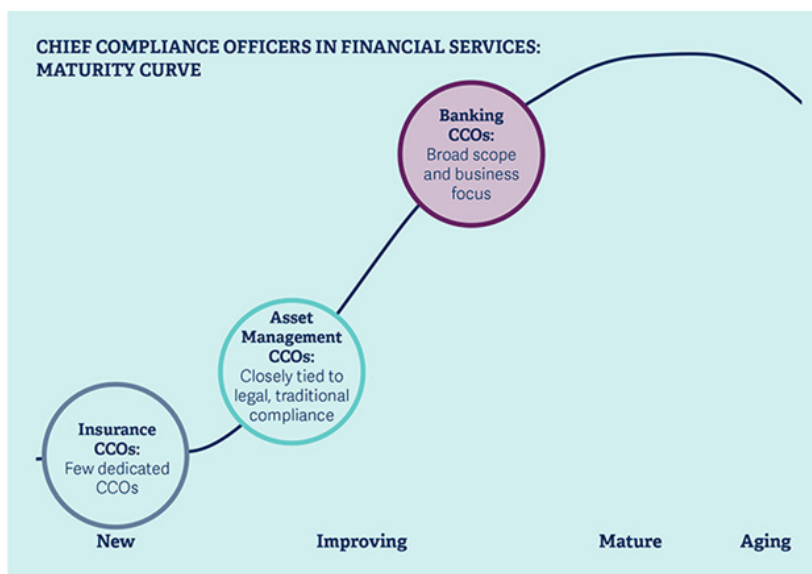 CHIEF COMPLIANCE OFFICERS IN FINANCIAL SERVICES:
MATURITY CURVE
Banking
CCOs:
Broad scope
and business
focus
Asset
Management
CCOs:
Closely tied to
legal, traditional
compliance
Insurance
CCOs:
Few dedicated
CCOs
New
Improving
Mature
Aging